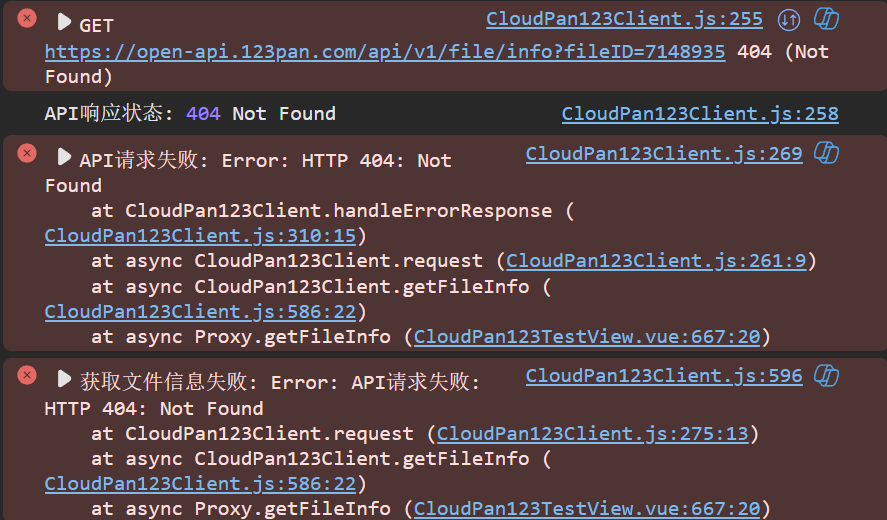 GET CloudPan123Client.js:255
https://open-api.123pan.com/api/v1/file/info?fileID=7148935 404 (Not
Found)
API响应状态: 404 Not Found CloudPan123Client.js:258
API请求失败: Error: HTTP 404: Not CloudPan123Client.js:269
Found
at CloudPan123Client.handleErrorResponse (
CloudPan123Client.js:310:15)
at async CloudPan123Client.request (CloudPan123Client.js:261:9)
at async CloudPan123Client.getFileInfo (
CloudPan123Client.js:586:22)
at async Proxy.getFileInfo (CloudPan123TestView.vue:667:20)
获取文件信息失败: Error: API请求失败: CloudPan123Client.js:596
HTTP 404: Not Found
at CloudPan123Client.request (CloudPan123Client.js:275:13)
at async CloudPan123Client.getFileInfo (
CloudPan123Client.js:586:22)
at async Proxy.getFileInfo (CloudPan123TestView.vue:667:20)